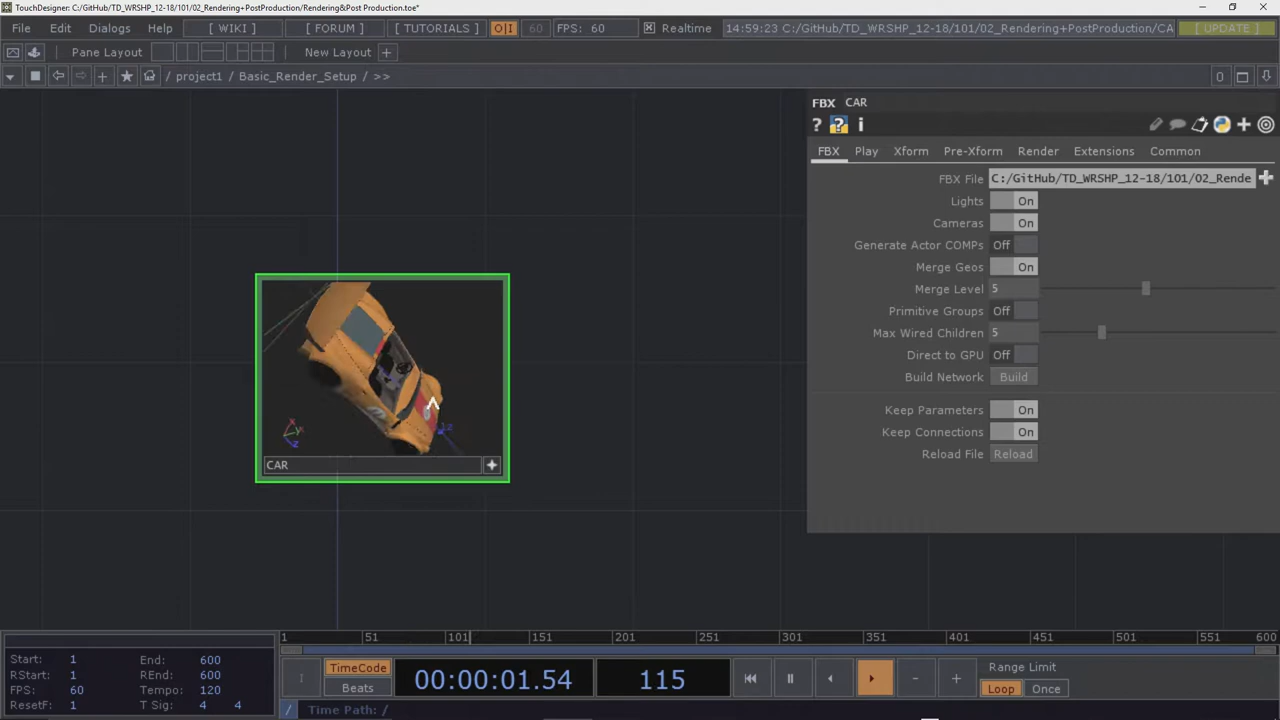 TouchDesigner: C:/GitHub/TD_WRSHP_12-18/101/02_Rendering+PostProduction/Rendering&Post Production.toe*
File Edit Dialogs Help [ WIKI ] [ FORUM ] [ TUTORIALS ] O|I 60 FPS: 60 Realtime 14:59:23 C:/GitHub/TD_WRSHP_12-18/101/02_Rendering+PostProduction/CA [ UPDATE ]
Pane Layout New Layout +
/ project1 / Basic_Render_Setup / >> 0
FBX CAR
? ? i
FBX Play Xform Pre-Xform Render Extensions Common
FBX File C:/GitHub/TD_WRSHP_12-18/101/02_Rende
Lights On
Cameras On
Generate Actor COMPs Off
Merge Geos On
Merge Level 5
Primitive Groups Off
Max Wired Children 5
Direct to GPU Off
Build Network Build
Keep Parameters On
Keep Connections On
Reload File Reload
CAR
1 51 101 151 201 251 301 351 401 451 501 551 600
Start: 1 End: 600
RStart: 1 REnd: 600
FPS: 60 Tempo: 120
ResetF: 1 T Sig: 4 4
TimeCode
Beats
00:00:01.54
115
Range Limit
Loop Once
/ Time Path: /